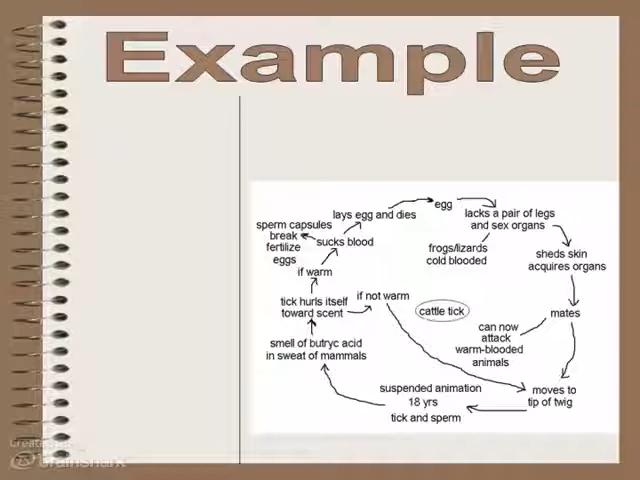 Example
egg
lays egg and dies
lacks a pair of legs
and sex organs
sperm capsules
break
fertilize
eggs
sucks blood
frogs/lizards
cold blooded
sheds skin
acquires organs
if warm
if not warm
tick hurls itself
toward scent
cattle tick
mates
can now
attack
warm-blooded
animals
smell of butryc acid
in sweat of mammals
suspended animation
18 yrs
tick and sperm
moves to
tip of twig
brainshark